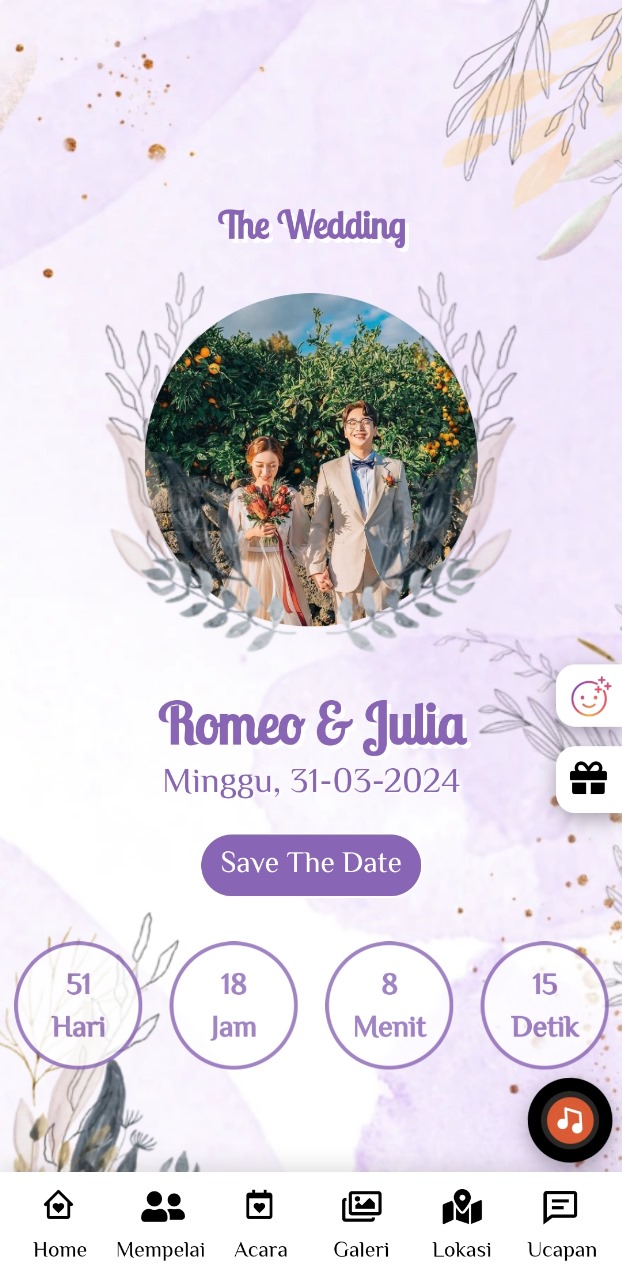 The Wedding
Romeo & Julia
Minggu, 31-03-2024
Save The Date
51 18 8 15
Hari Jam Menit Detik
Home Mempelai Acara Galeri Lokasi Ucapan